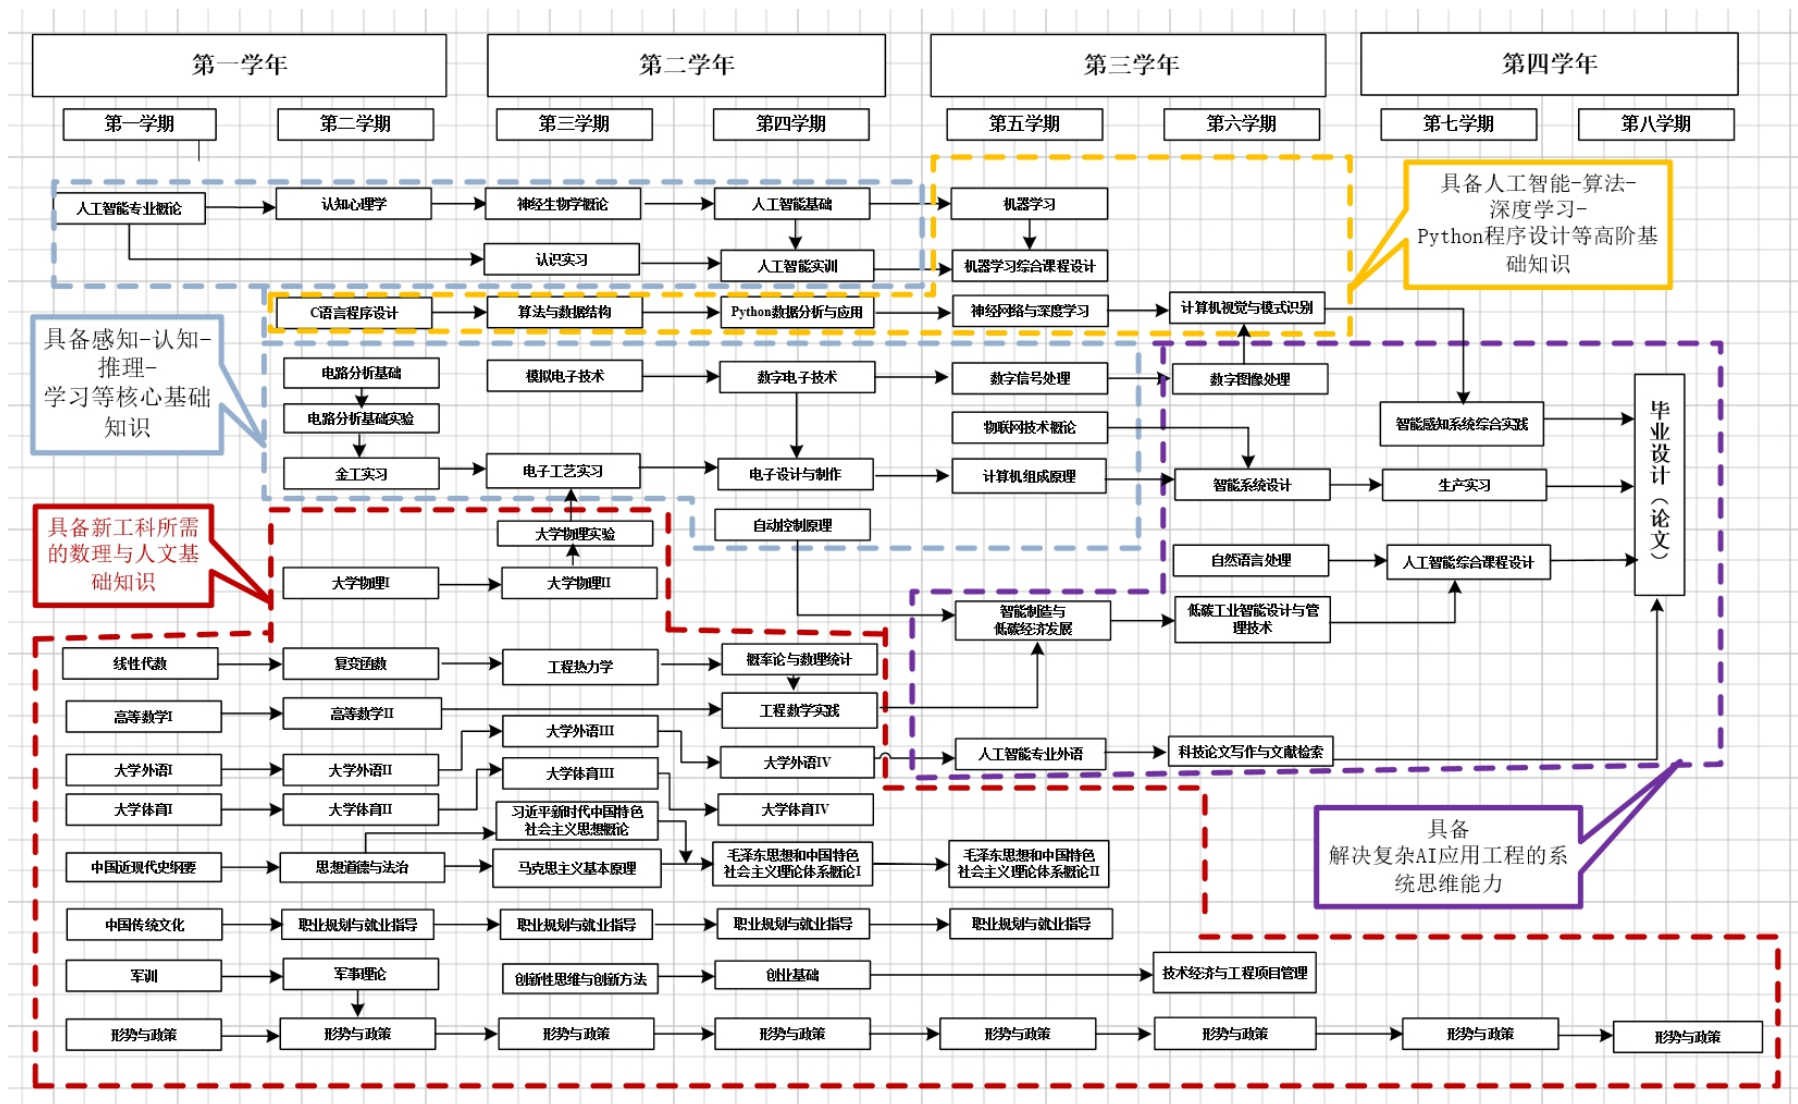 第一学年
第二学年
第三学年
第四学年
第一学期
第二学期
第三学期
第四学期
第五学期
第六学期
第七学期
第八学期
人工智能专业概论
认知心理学
神经生物学概论
人工智能基础
机器学习
具备人工智能-算法-
深度学习-
Python程序设计等高阶基
础知识
认识实习
人工智能实训
机器学习综合课程设计
C语言程序设计
算法与数据结构
Python数据分析与应用
神经网络与深度学习
计算机视觉与模式识别
具备感知-认知-
推理-
学习等核心基础
知识
电路分析基础
模拟电子技术
数字电子技术
数字信号处理
数字图像处理
电路分析基础实验
物联网技术概论
智能感知系统综合实践
毕业设计（论文）
金工实习
电子工艺实习
电子设计与制作
计算机组成原理
智能系统设计
生产实习
具备新工科所需
的数理与人文基
础知识
大学物理实验
自动控制原理
大学物理I
大学物理II
自然语言处理
人工智能综合课程设计
智能制造与
低碳经济发展
低碳工业智能设计与管
理技术
线性代数
复变函数
工程热力学
概率论与数理统计
高等数学I
高等数学II
工程数学实践
大学外语I
大学外语II
大学外语III
大学外语IV
人工智能专业外语
科技论文写作与文献检索
大学体育I
大学体育II
大学体育III
大学体育IV
习近平新时代中国特色
社会主义思想概论
具备
解决复杂AI应用工程的系
统思维能力
中国近现代史纲要
思想道德与法治
马克思主义基本原理
毛泽东思想和中国特色
社会主义理论体系概论I
毛泽东思想和中国特色
社会主义理论体系概论II
中国传统文化
职业规划与就业指导
职业规划与就业指导
职业规划与就业指导
职业规划与就业指导
军训
军事理论
创新性思维与创新方法
创业基础
技术经济与工程项目管理
形势与政策
形势与政策
形势与政策
形势与政策
形势与政策
形势与政策
形势与政策
形势与政策